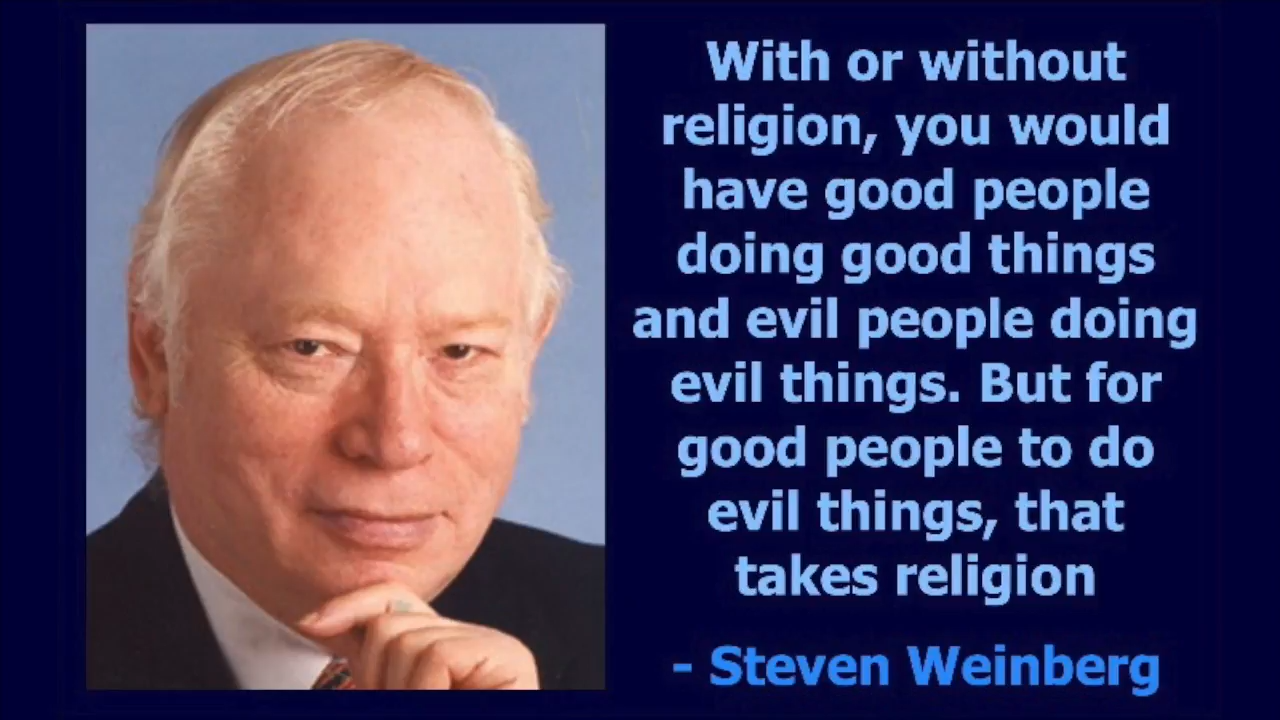 With or without
religion, you would
have good people
doing good things
and evil people doing
evil things. But for
good people to do
evil things, that
takes religion
- Steven Weinberg